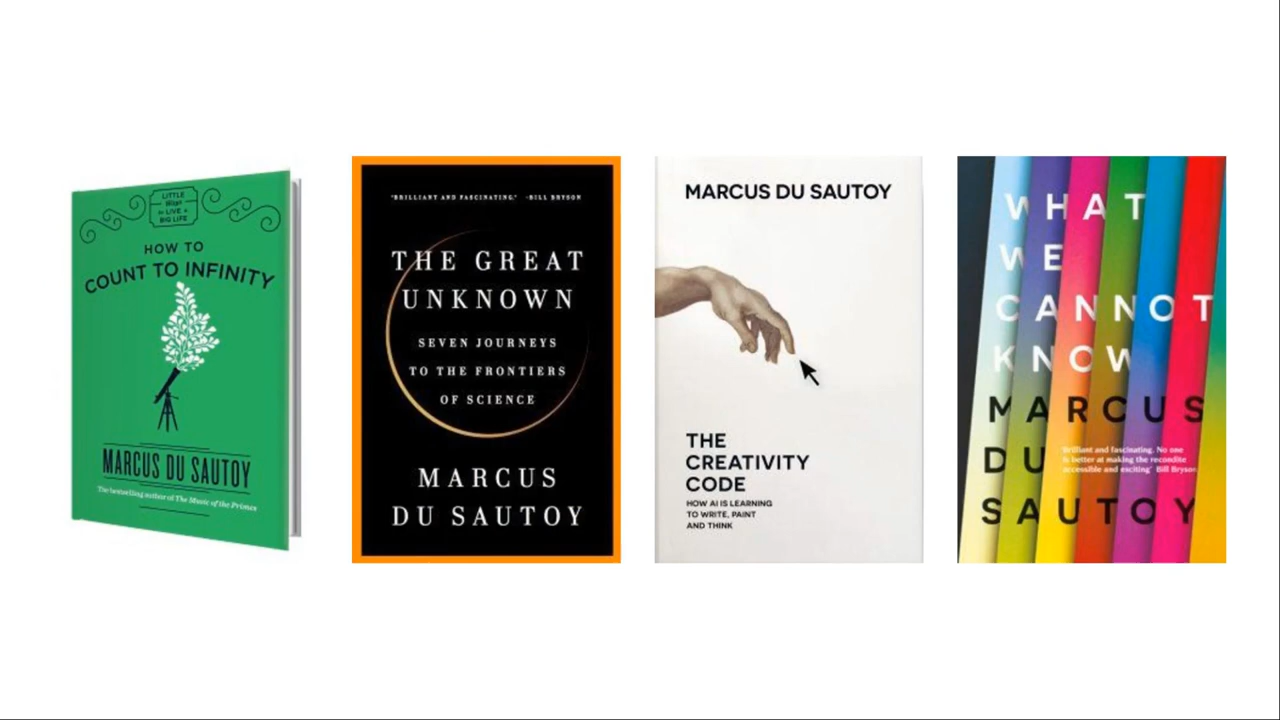 LITTLE
Ways
to LIVE a
BIG LIFE
HOW TO
COUNT TO INFINITY
MARCUS DU SAUTOY
The bestselling author of The Music of the Primes
"BRILLIANT AND FASCINATING." -BILL BRYSON
THE GREAT
UNKNOWN
SEVEN JOURNEYS
TO THE FRONTIERS
OF SCIENCE
MARCUS
DU SAUTOY
MARCUS DU SAUTOY
THE
CREATIVITY
CODE
HOW AI IS LEARNING
TO WRITE, PAINT
AND THINK
WHAT
WE
CANNOT
KNOW
MARCUS
DU
'Brilliant and fascinating. No one
is better at making the recondite
accessible and exciting' Bill Bryson
SAUTOY